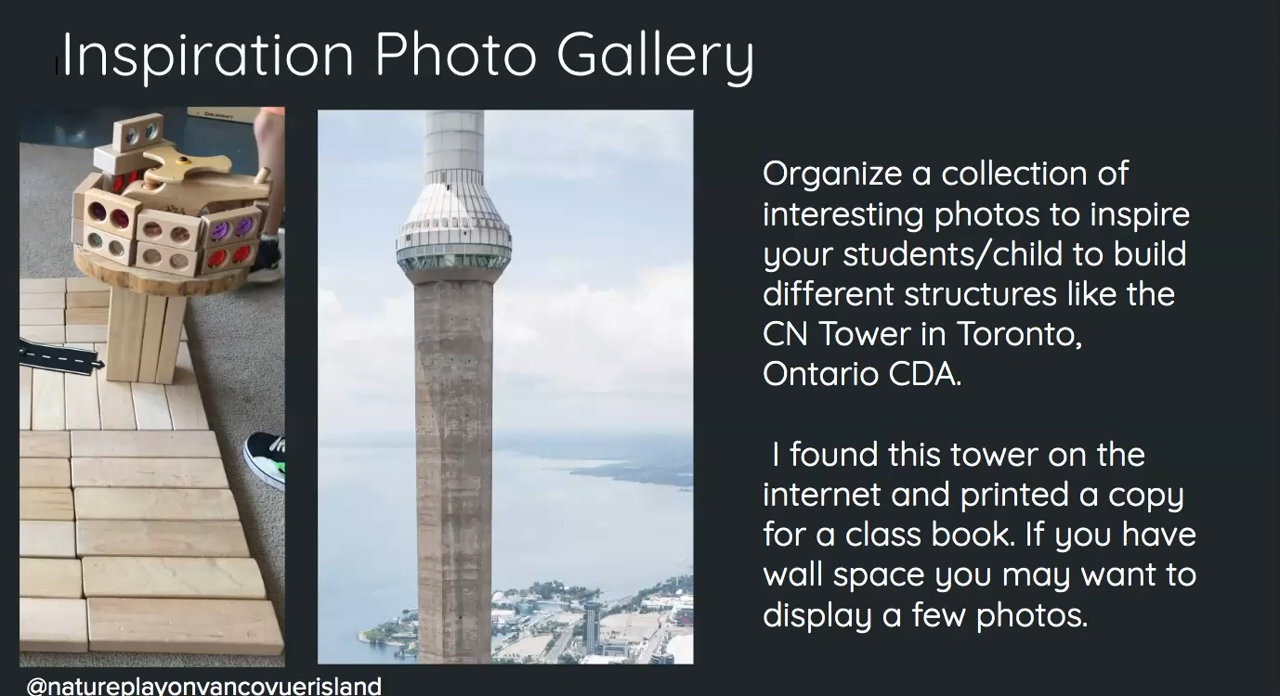 Inspiration Photo Gallery
Organize a collection of
interesting photos to inspire
your students/child to build
different structures like the
CN Tower in Toronto,
Ontario CDA.
I found this tower on the
internet and printed a copy
for a class book. If you have
wall space you may want to
display a few photos.
@natureplayonvancovuerisland